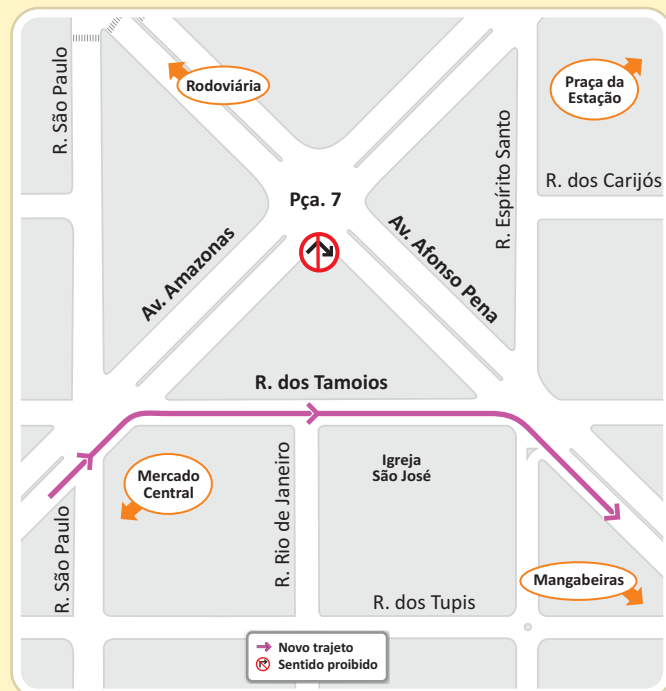 R. São Paulo
Rodoviária
Praça da
Estação
R. Espírito Santo
R. dos Carijós
Pça. 7
Av. Amazonas
Av. Afonso Pena
R. dos Tamoios
Mercado
Central
R. Rio de Janeiro
Igreja
São José
R. São Paulo
Mangabeiras
R. dos Tupis
Novo trajeto
Sentido proibido